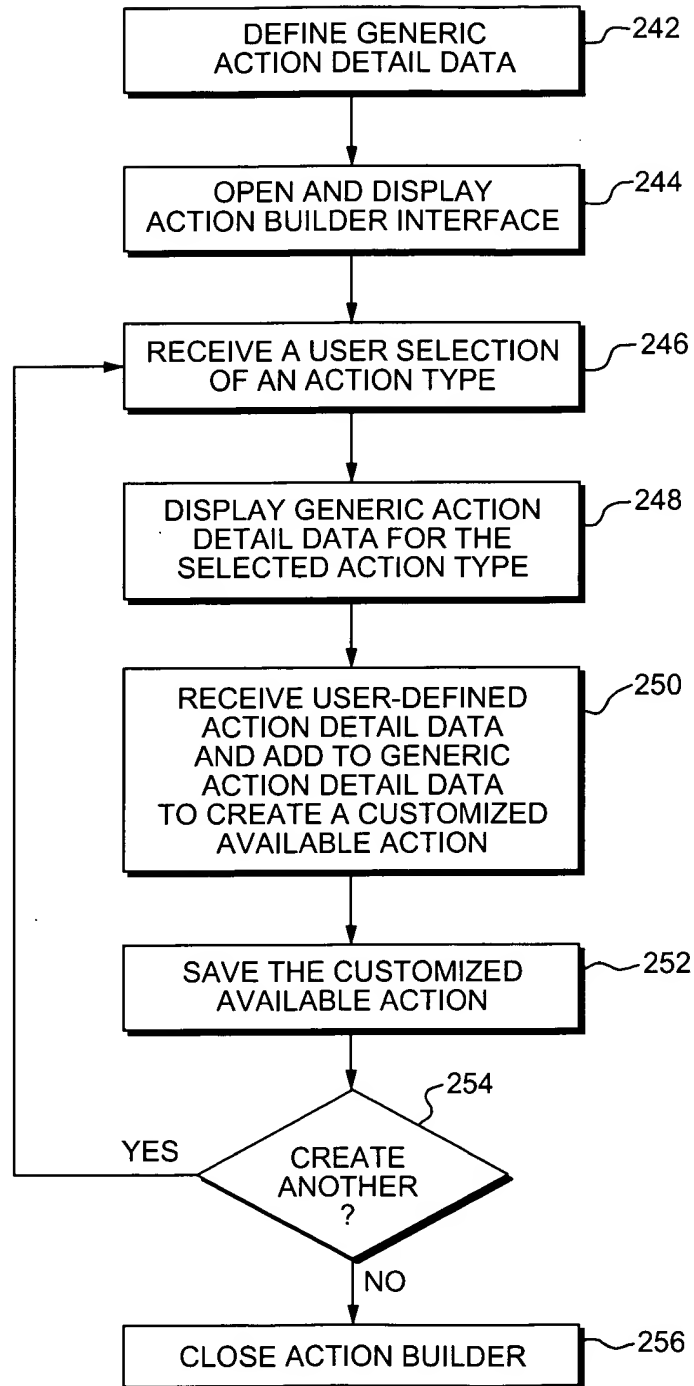 DEFINE GENERIC
ACTION DETAIL DATA
242
OPEN AND DISPLAY
ACTION BUILDER INTERFACE
244
RECEIVE A USER SELECTION
OF AN ACTION TYPE
246
DISPLAY GENERIC ACTION
DETAIL DATA FOR THE
SELECTED ACTION TYPE
248
RECEIVE USER-DEFINED
ACTION DETAIL DATA
AND ADD TO GENERIC
ACTION DETAIL DATA
TO CREATE A CUSTOMIZED
AVAILABLE ACTION
250
SAVE THE CUSTOMIZED
AVAILABLE ACTION
252
254
YES
CREATE
ANOTHER
?
NO
CLOSE ACTION BUILDER
256